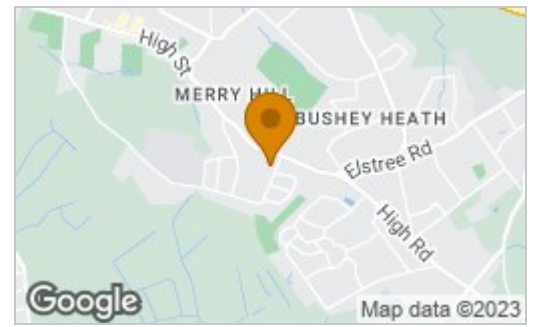 High St
MERRY HILL
BUSHEY HEATH
Elstree Rd
High Rd
Google
Map data ©2023